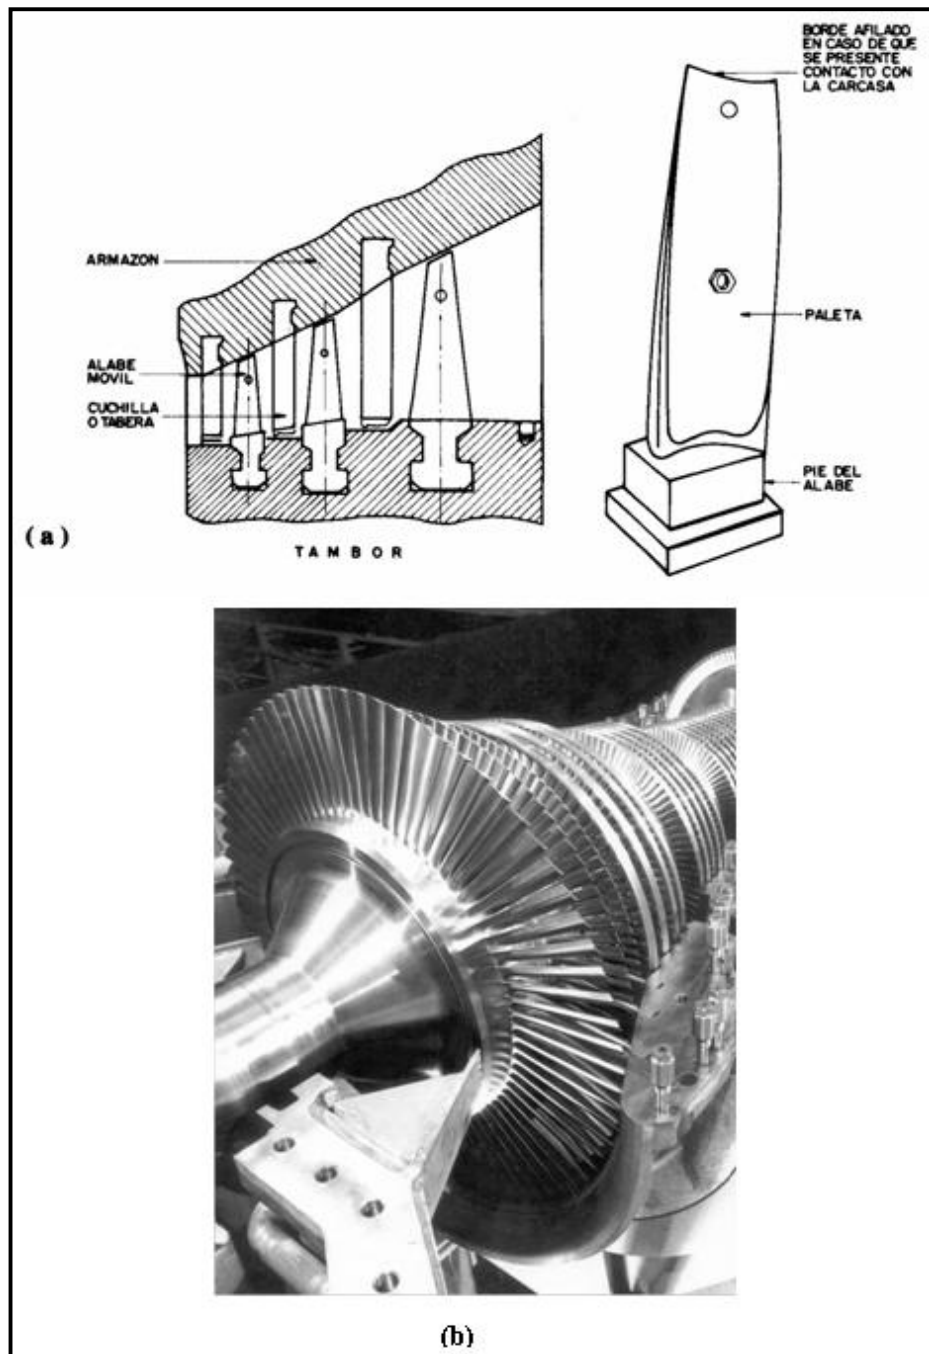 BORDE AFILADO
EN CASO DE QUE
SE PRESENTE
CONTACTO CON
LA CARCASA
ARMAZON
PALETA
ALABE
MOVIL
CUCHILLA
O TABERA
PIE DEL
ALABE
( a )
TAMBOR
(b)